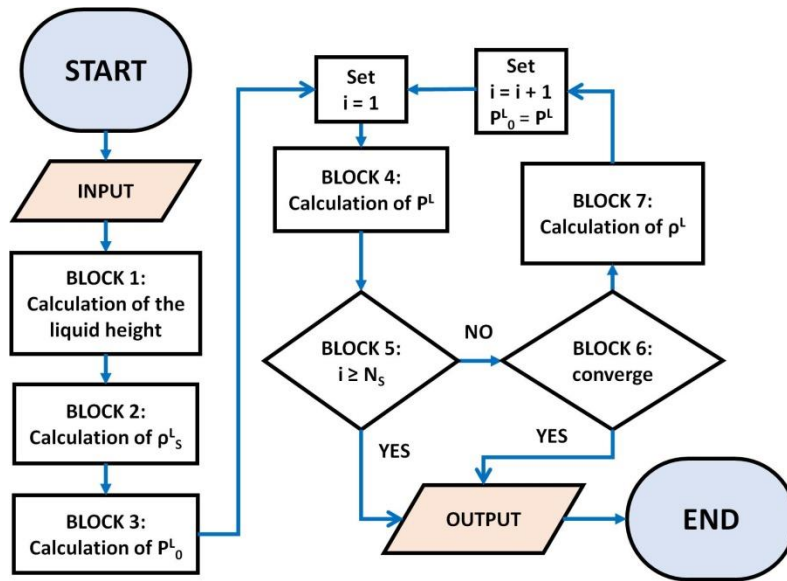 START
INPUT
BLOCK 1:
Calculation of the
liquid height
BLOCK 2:
Calculation of ρᴸₛ
BLOCK 3:
Calculation of Pᴸ₀
Set
i = 1
Set
i = i + 1
Pᴸ₀ = Pᴸ
BLOCK 4:
Calculation of Pᴸ
BLOCK 7:
Calculation of ρᴸ
BLOCK 5:
i ≥ Nₛ
NO
BLOCK 6:
converge
YES
YES
OUTPUT
END